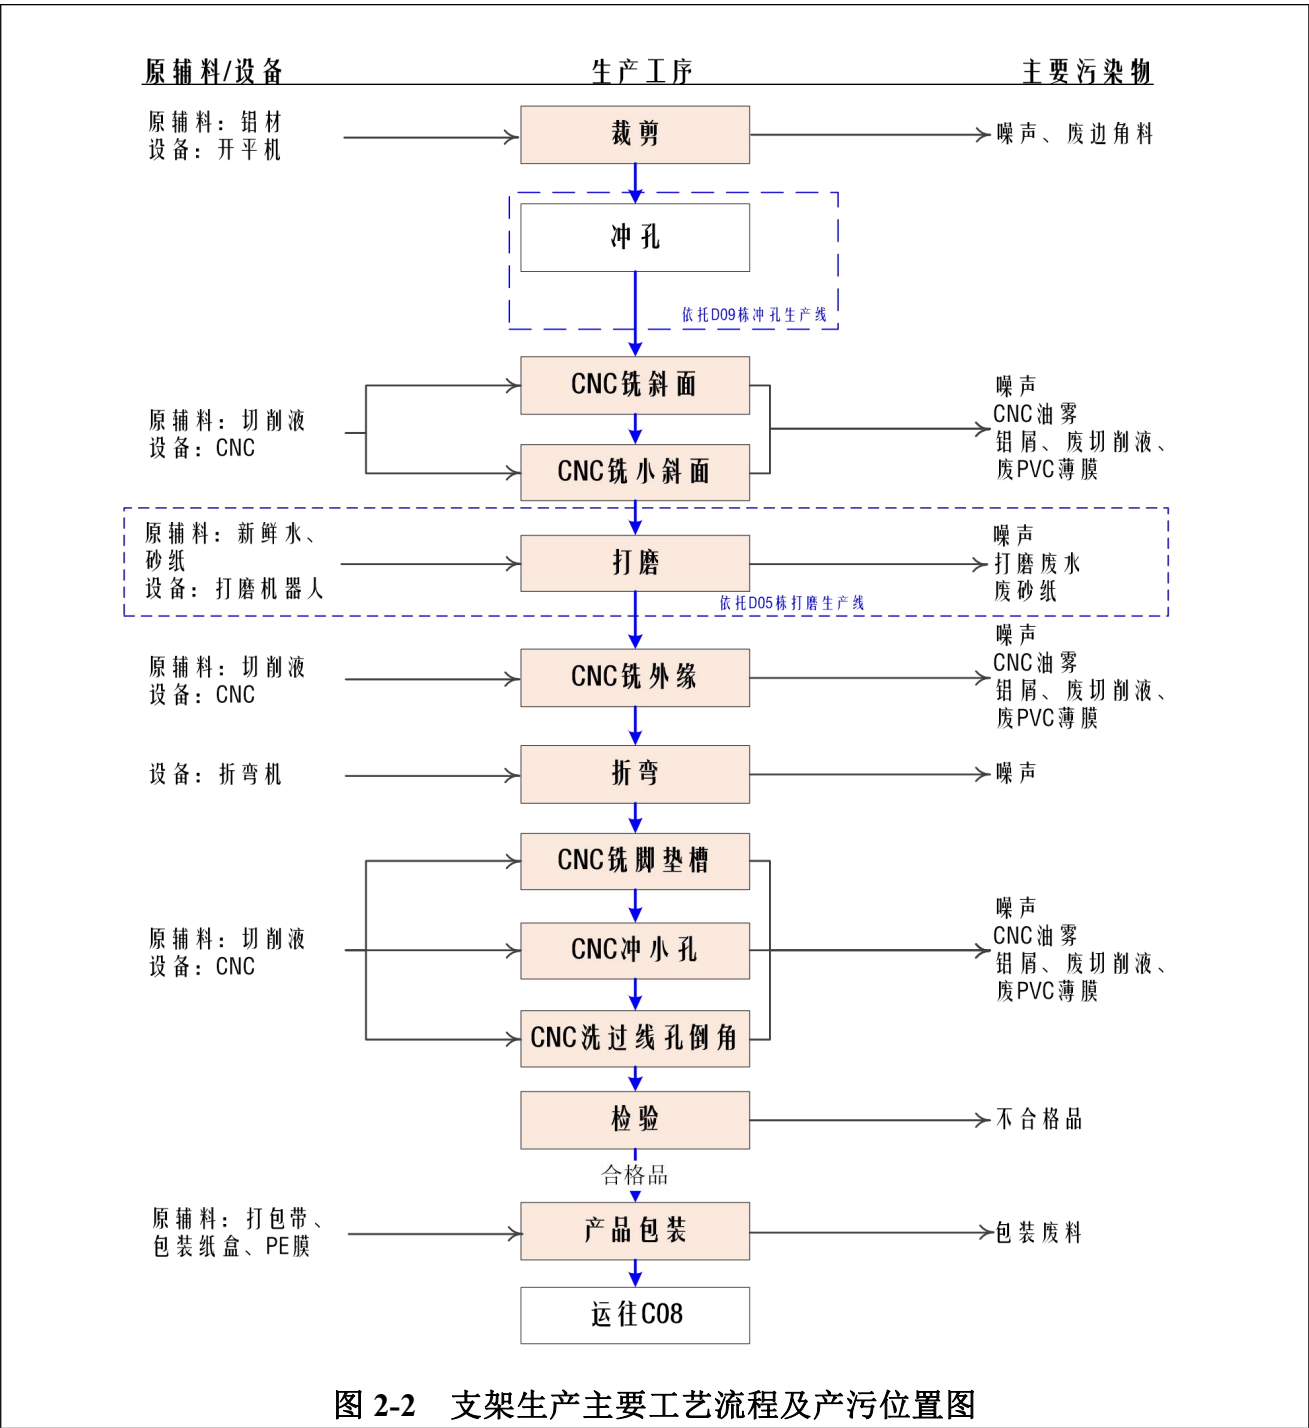 原辅料/设备 生产工序 主要污染物
原辅料：铝材
设备：开平机
裁剪
噪声、废边角料
冲孔
依托D09栋冲孔生产线
原辅料：切削液
设备：CNC
CNC铣斜面
CNC铣小斜面
噪声
CNC油雾
铝屑、废切削液、
废PVC薄膜
原辅料：新鲜水、
砂纸
设备：打磨机器人
打磨
噪声
打磨废水
废砂纸
依托D05栋打磨生产线
原辅料：切削液
设备：CNC
CNC铣外缘
噪声
CNC油雾
铝屑、废切削液、
废PVC薄膜
设备：折弯机
折弯
噪声
原辅料：切削液
设备：CNC
CNC铣脚垫槽
CNC冲小孔
CNC洗过线孔倒角
噪声
CNC油雾
铝屑、废切削液、
废PVC薄膜
检验
不合格品
合格品
原辅料：打包带、
包装纸盒、PE膜
产品包装
包装废料
运往C08
图 2-2 支架生产主要工艺流程及产污位置图